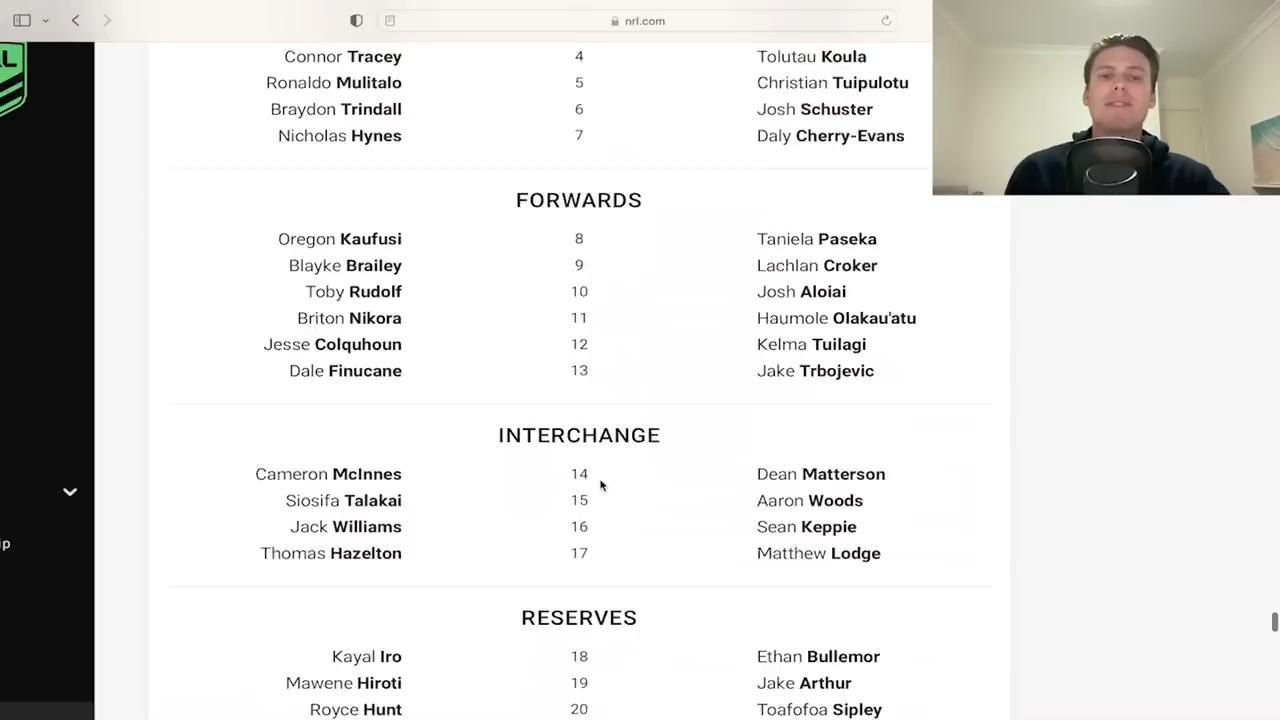 nrl.com
L
Connor Tracey 4 Tolutau Koula
Ronaldo Mulitalo 5 Christian Tuipulotu
Braydon Trindall 6 Josh Schuster
Nicholas Hynes 7 Daly Cherry-Evans
FORWARDS
Oregon Kaufusi 8 Taniela Paseka
Blayke Brailey 9 Lachlan Croker
Toby Rudolf 10 Josh Aloiai
Briton Nikora 11 Haumole Olakau'atu
Jesse Colquhoun 12 Kelma Tuilagi
Dale Finucane 13 Jake Trbojevic
INTERCHANGE
Cameron McInnes 14 Dean Matterson
Siosifa Talakai 15 Aaron Woods
Jack Williams 16 Sean Keppie
ip
Thomas Hazelton 17 Matthew Lodge
RESERVES
Kayal Iro 18 Ethan Bullemor
Mawene Hiroti 19 Jake Arthur
Royce Hunt 20 Toafofoa Sipley